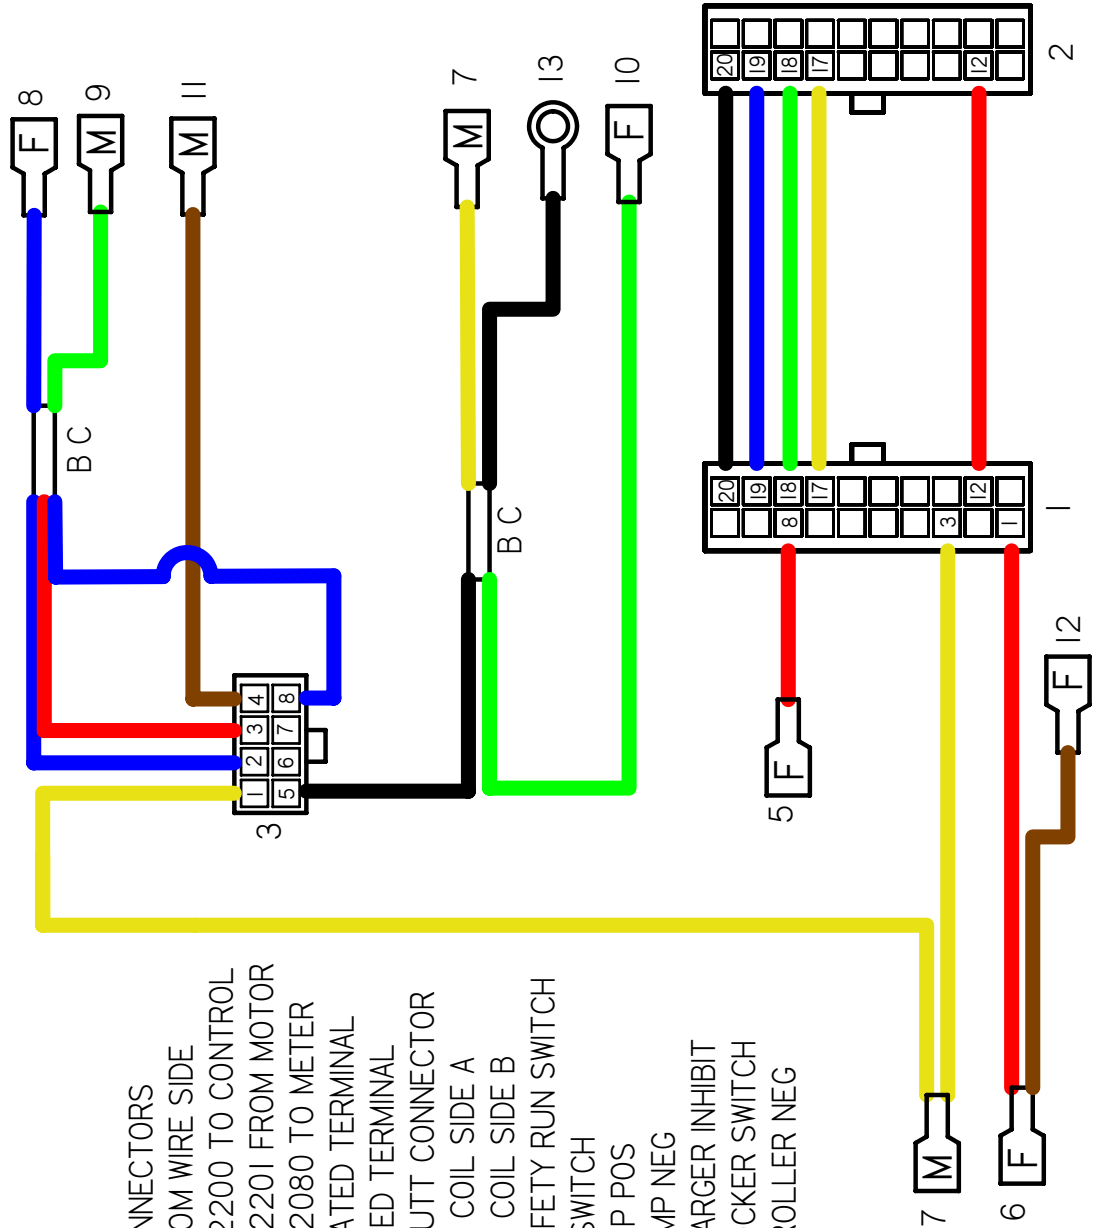 8
F
9
M
11
M
7
M
13
10
F
2
20
19
18
17
12
BC
BC
1
20
19
18
17
12
8
3
1
3
4
3
2
1
8
7
6
5
5
F
12
F
7
M
6
F
NNECTORS
OM WIRE SIDE
2200 TO CONTROL
2201 FROM MOTOR
2080 TO METER
ATED TERMINAL
ED TERMINAL
UTT CONNECTOR
COIL SIDE A
COIL SIDE B
FETY RUN SWITCH
SWITCH
P POS
MP NEG
ARGER INHIBIT
CKER SWITCH
ROLLER NEG